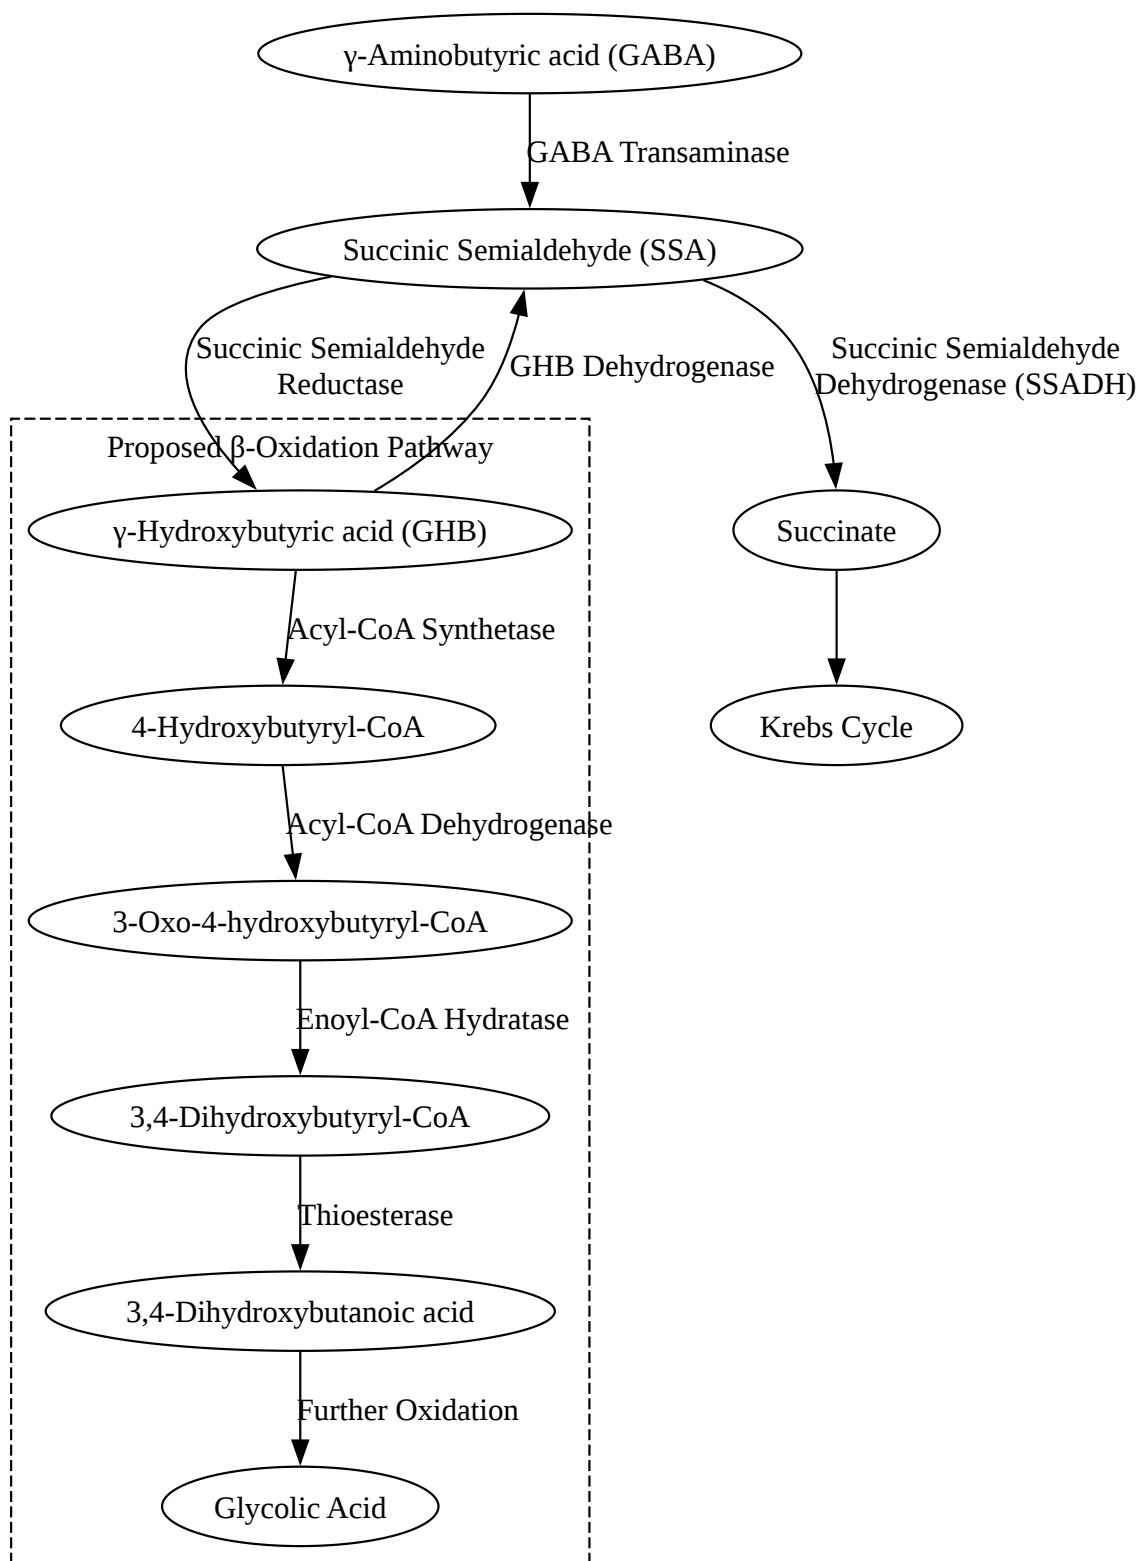 γ-Aminobutyric acid (GABA)
GABA Transaminase
Succinic Semialdehyde (SSA)
Succinic Semialdehyde
Reductase
GHB Dehydrogenase
Succinic Semialdehyde
Dehydrogenase (SSADH)
Proposed β-Oxidation Pathway
γ-Hydroxybutyric acid (GHB)
Succinate
Acyl-CoA Synthetase
4-Hydroxybutyryl-CoA
Krebs Cycle
Acyl-CoA Dehydrogenase
3-Oxo-4-hydroxybutyryl-CoA
Enoyl-CoA Hydratase
3,4-Dihydroxybutyryl-CoA
Thioesterase
3,4-Dihydroxybutanoic acid
Further Oxidation
Glycolic Acid